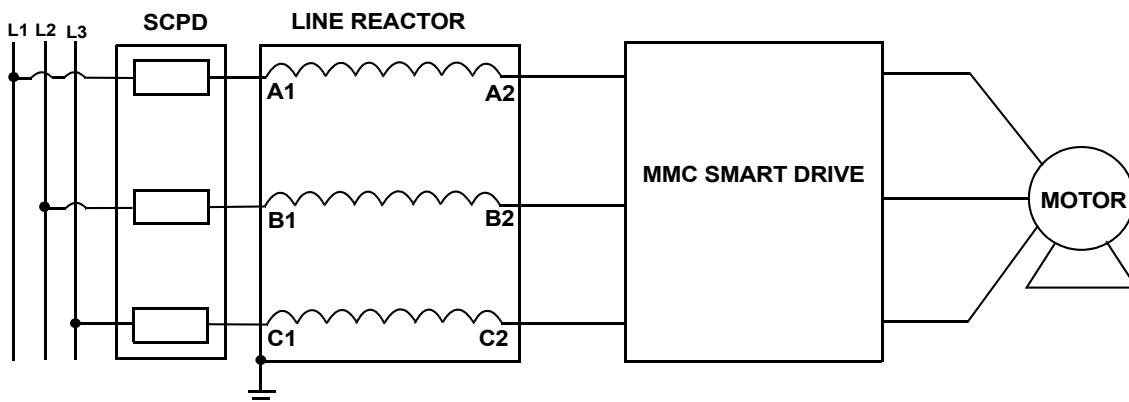 SCPD
LINE REACTOR
L1 L2 L3
A1 A2
MMC SMART DRIVE
MOTOR
B1 B2
C1 C2